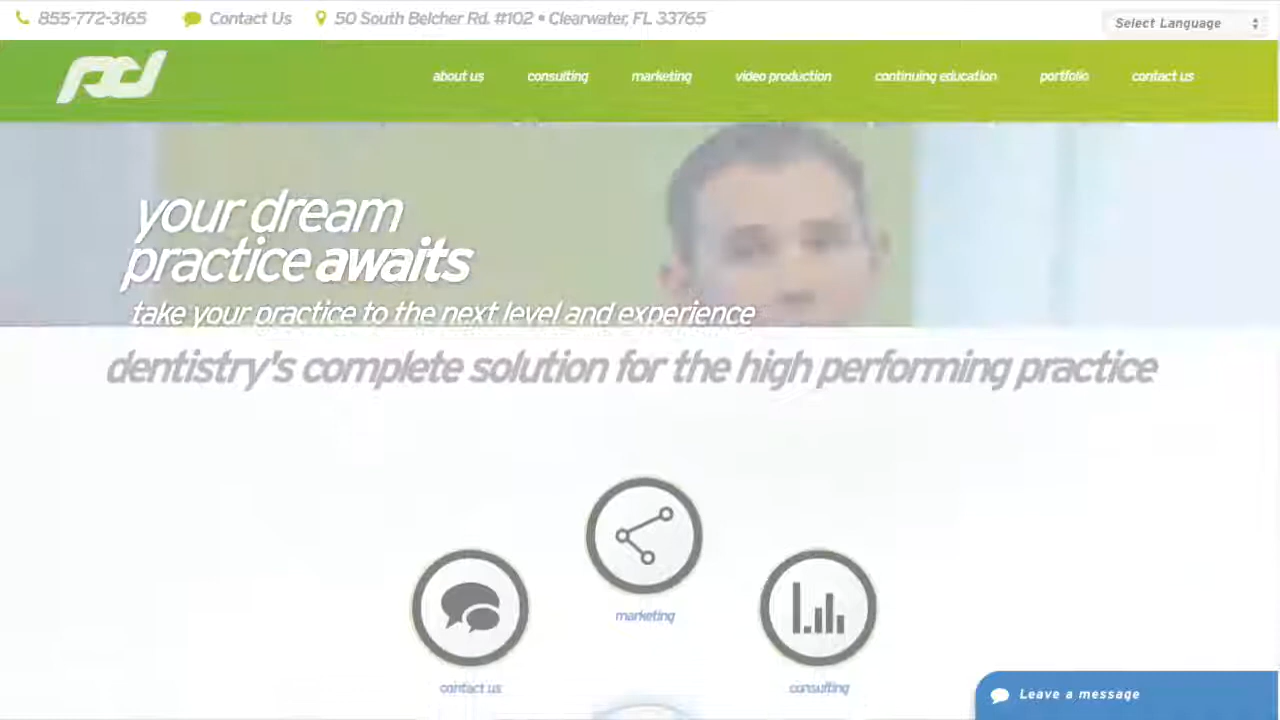 855-772-3165 Contact Us 50 South Belcher Rd. #102 • Clearwater, FL 33765 Select Language
pd about us consulting marketing video production continuing education portfolio contact us
your dream
practice awaits
take your practice to the next level and experience
dentistry's complete solution for the high performing practice
marketing
contact us consulting
Leave a message